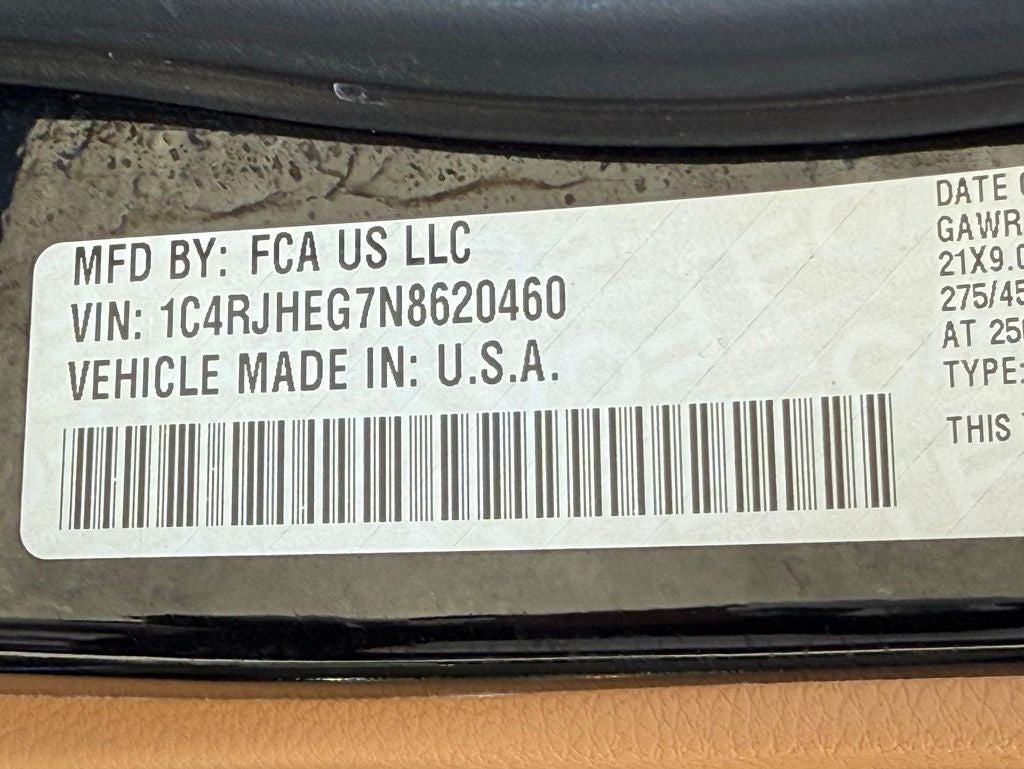 MFD BY: FCA US LLC
VIN: 1C4RJHEG7N8620460
VEHICLE MADE IN: U.S.A.
DATE
GAWR
21X9.0
275/45
AT 250
TYPE:
THIS